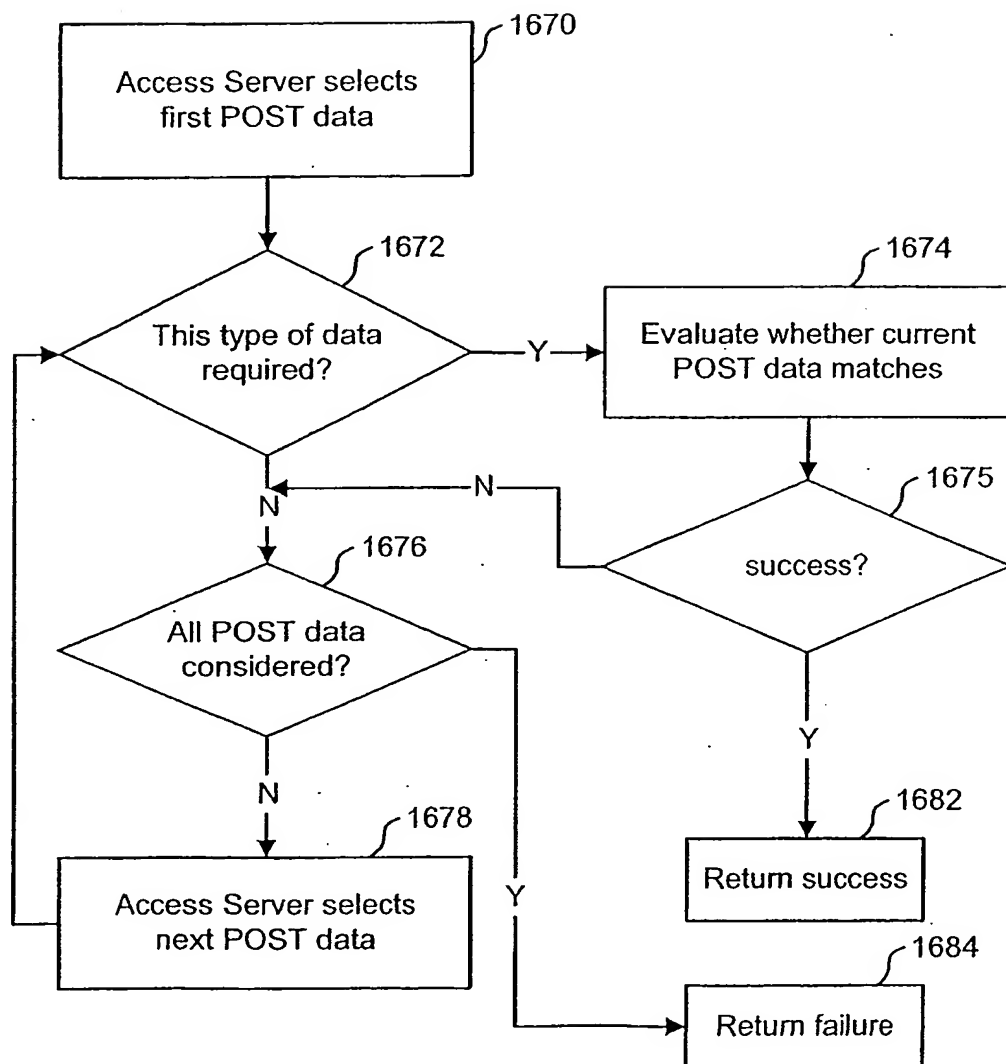 1670
Access Server selects
first POST data
1672
This type of data
required?
Y
1674
Evaluate whether current
POST data matches
N
N
1675
success?
1676
All POST data
considered?
Y
N
Y
1678
Access Server selects
next POST data
1682
Return success
1684
Return failure